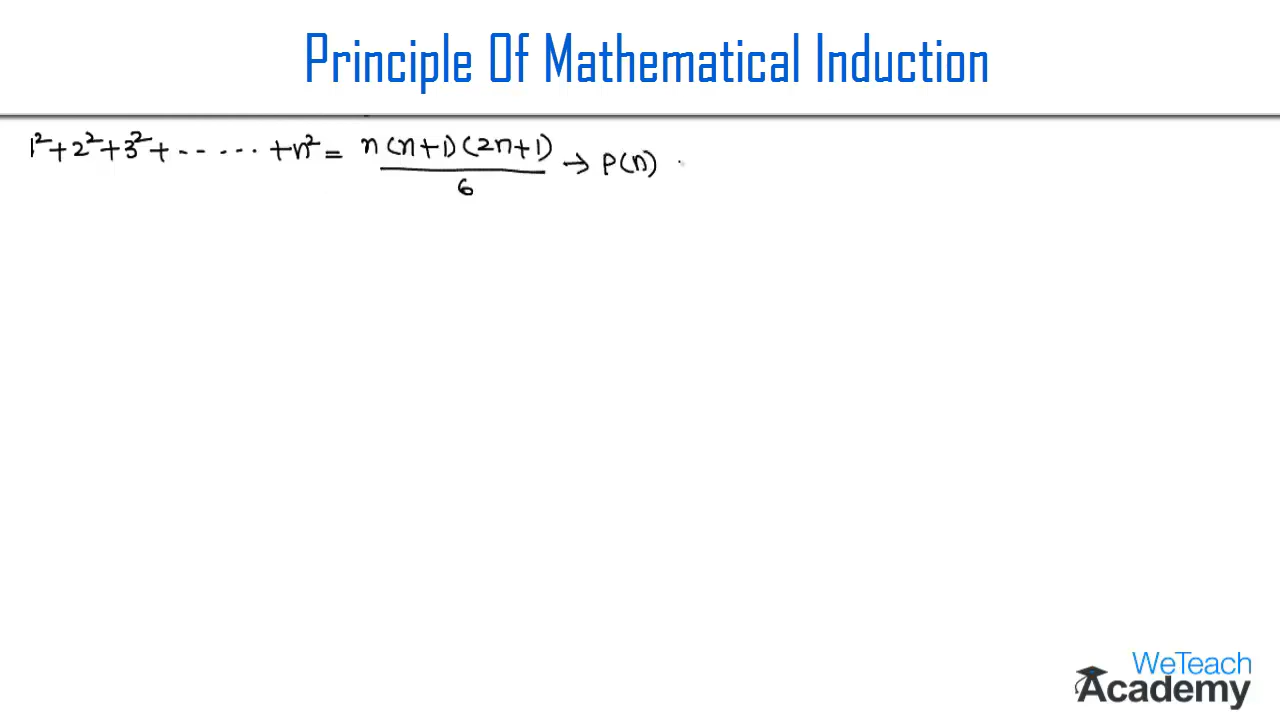 Principle Of Mathematical Induction
1²+2²+3²+-- ... +n² = n(n+1)(2n+1)/6 → P(n)
WeTeach
Academy